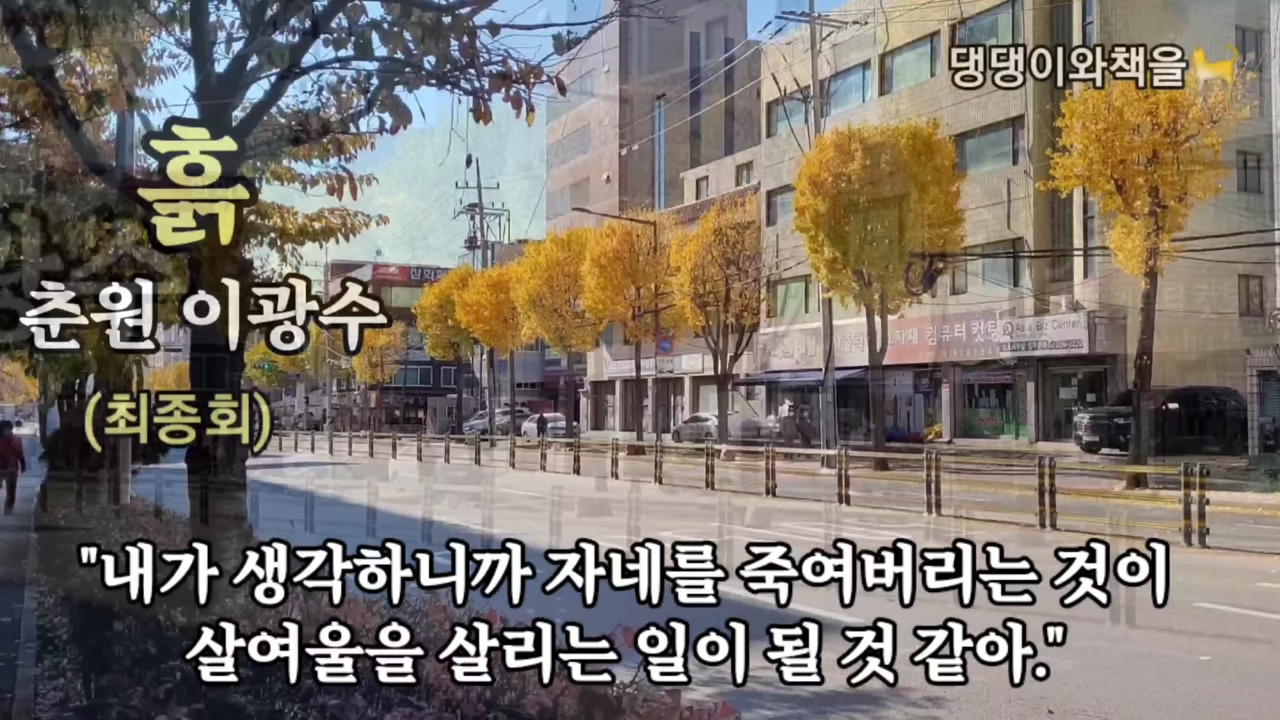 댕댕이와책을
흙
춘원 이광수
(최종회)
컴퓨터컷팅
Asia Biz Center
"내가 생각하니까 자네를 죽여버리는 것이
살여울을 살리는 일이 될 것 같아."